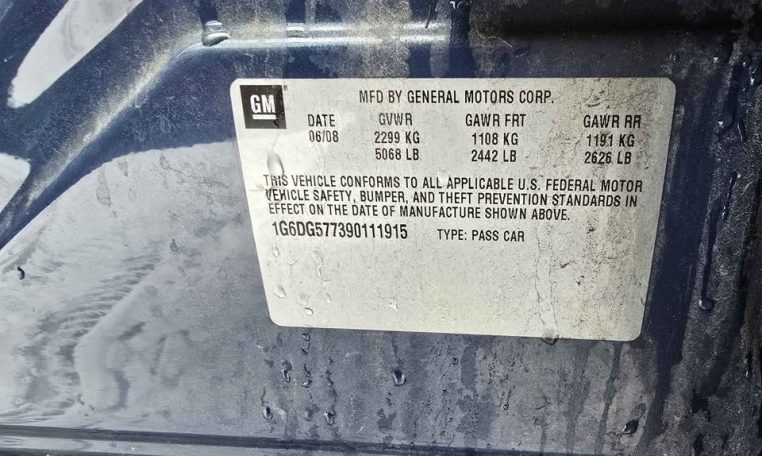 GM
MFD BY GENERAL MOTORS CORP.
DATE GVWR GAWR FRT GAWR RR
06/08 2299 KG 1108 KG 1191 KG
5068 LB 2442 LB 2626 LB
THIS VEHICLE CONFORMS TO ALL APPLICABLE U.S. FEDERAL MOTOR
VEHICLE SAFETY, BUMPER, AND THEFT PREVENTION STANDARDS IN
EFFECT ON THE DATE OF MANUFACTURE SHOWN ABOVE.
1G6DG577390111915 TYPE: PASS CAR